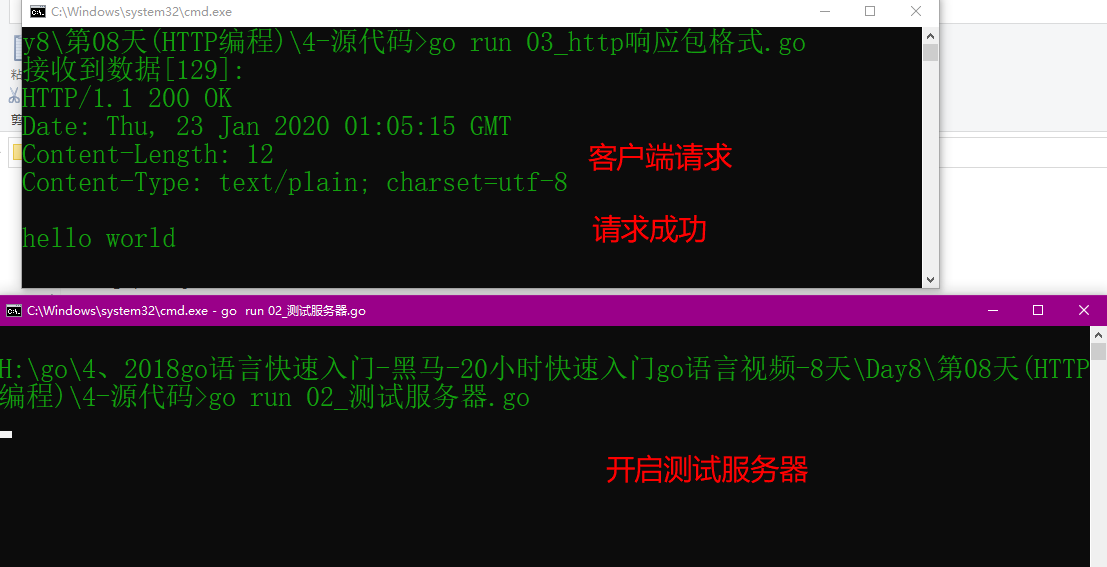 C:\Windows\system32\cmd.exe
y8\第08天(HTTP编程)\4-源代码>go run 03_http响应包格式.go
接收到数据[129]:
HTTP/1.1 200 OK
Date: Thu, 23 Jan 2020 01:05:15 GMT
Content-Length: 12
Content-Type: text/plain; charset=utf-8
客户端请求
hello world
请求成功
C:\Windows\system32\cmd.exe - go  run 02_测试服务器.go
H:\go\4、2018go语言快速入门-黑马-20小时快速入门go语言视频-8天\Day8\第08天(HTTP
编程)\4-源代码>go run 02_测试服务器.go
开启测试服务器